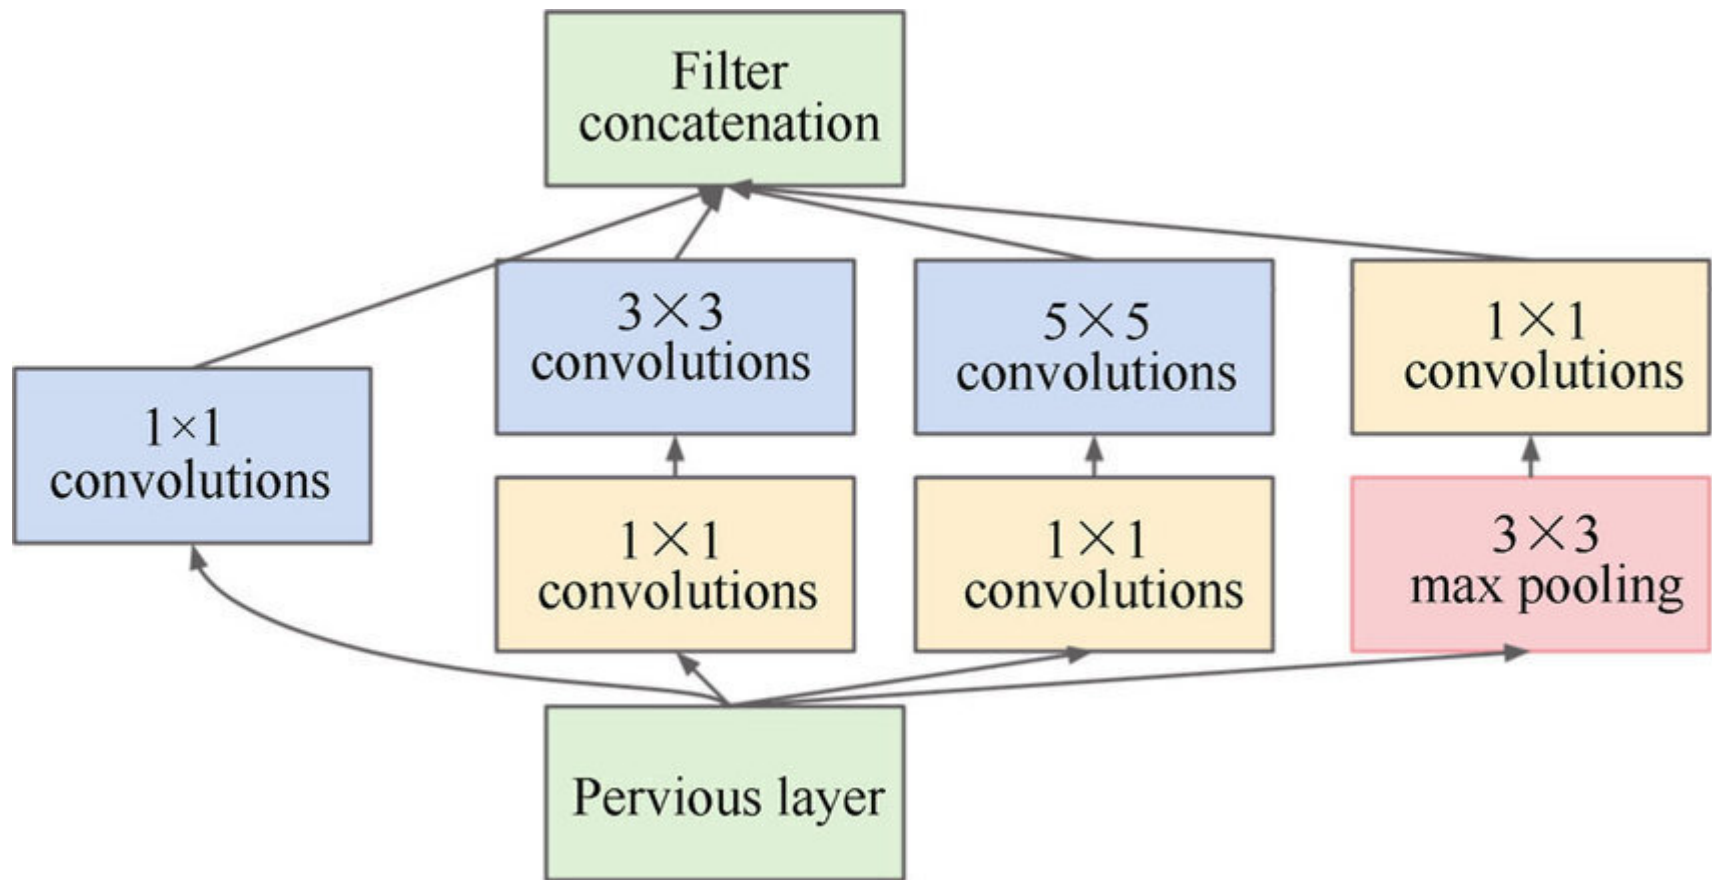 Filter
concatenation
3×3
convolutions
5×5
convolutions
1×1
convolutions
1×1
convolutions
1×1
convolutions
1×1
convolutions
3×3
max pooling
Pervious layer